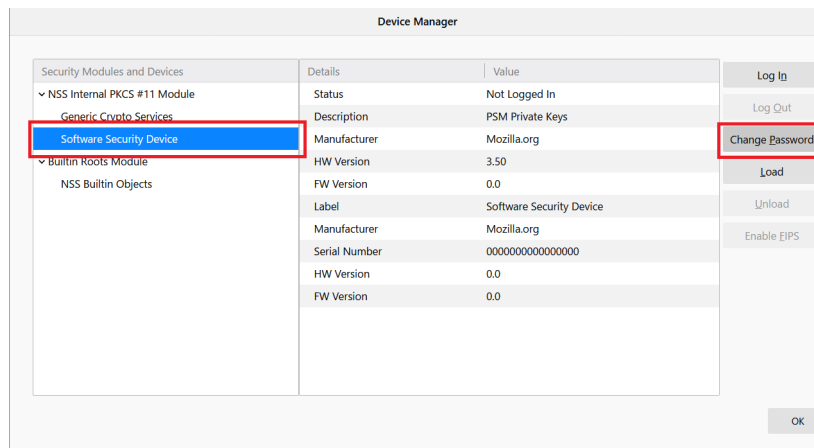 Device Manager
Security Modules and Devices
NSS Internal PKCS #11 Module
Generic Crypto Services
Software Security Device
Builtin Roots Module
NSS Builtin Objects
Details Value
Status Not Logged In
Description PSM Private Keys
Manufacturer Mozilla.org
HW Version 3.50
FW Version 0.0
Label Software Security Device
Manufacturer Mozilla.org
Serial Number 0000000000000000
HW Version 0.0
FW Version 0.0
Log In
Log Out
Change Password
Load
Unload
Enable FIPS
OK